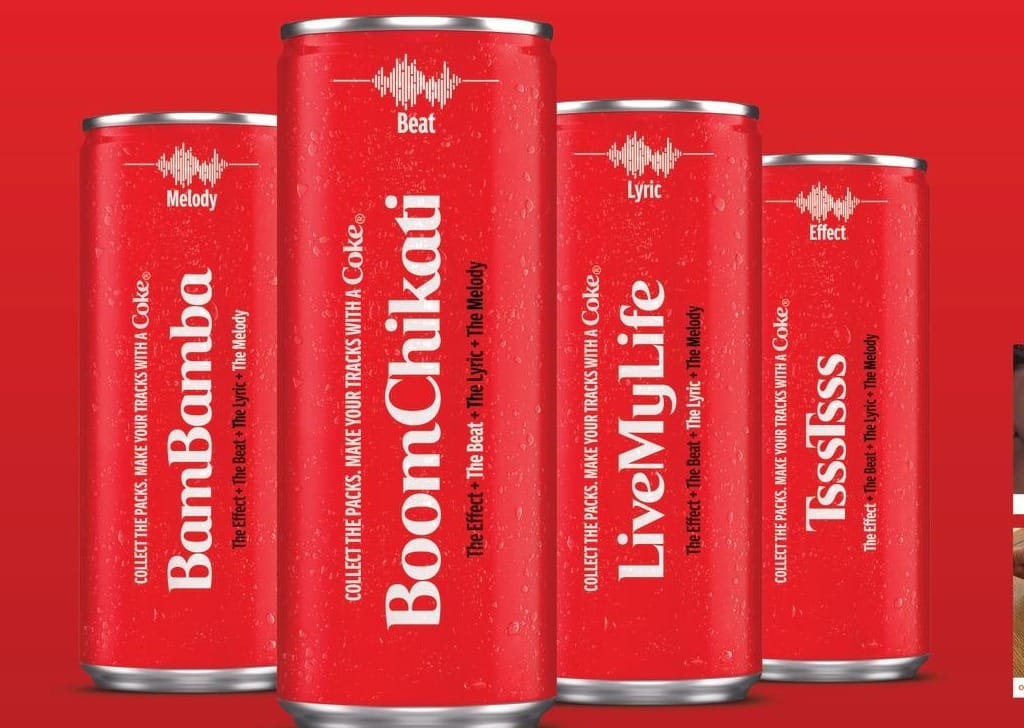 Melody
COLLECT THE PACKS. MAKE YOUR TRACKS WITH A Coke®
BamBamba
The Effect + The Beat + The Lyric + The Melody
Beat
COLLECT THE PACKS. MAKE YOUR TRACKS WITH A Coke®
BoomChikati
The Effect + The Beat + The Lyric + The Melody
Lyric
COLLECT THE PACKS. MAKE YOUR TRACKS WITH A Coke®
LiveMyLife
The Effect + The Beat + The Lyric + The Melody
Effect
COLLECT THE PACKS. MAKE YOUR TRACKS WITH A Coke®
TsssTsss
The Effect + The Beat + The Lyric + The Melody